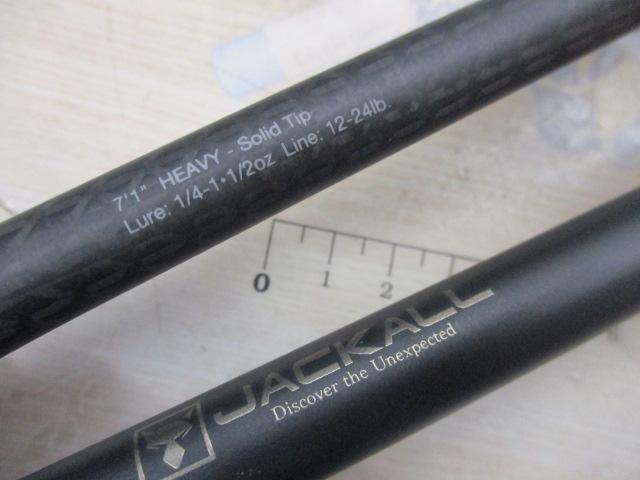 7'1" HEAVY - Solid Tip
Lure: 1/4-1•1/2oz Line: 12-24lb.
0 1 2
JACKALL
Discover the Unexpected